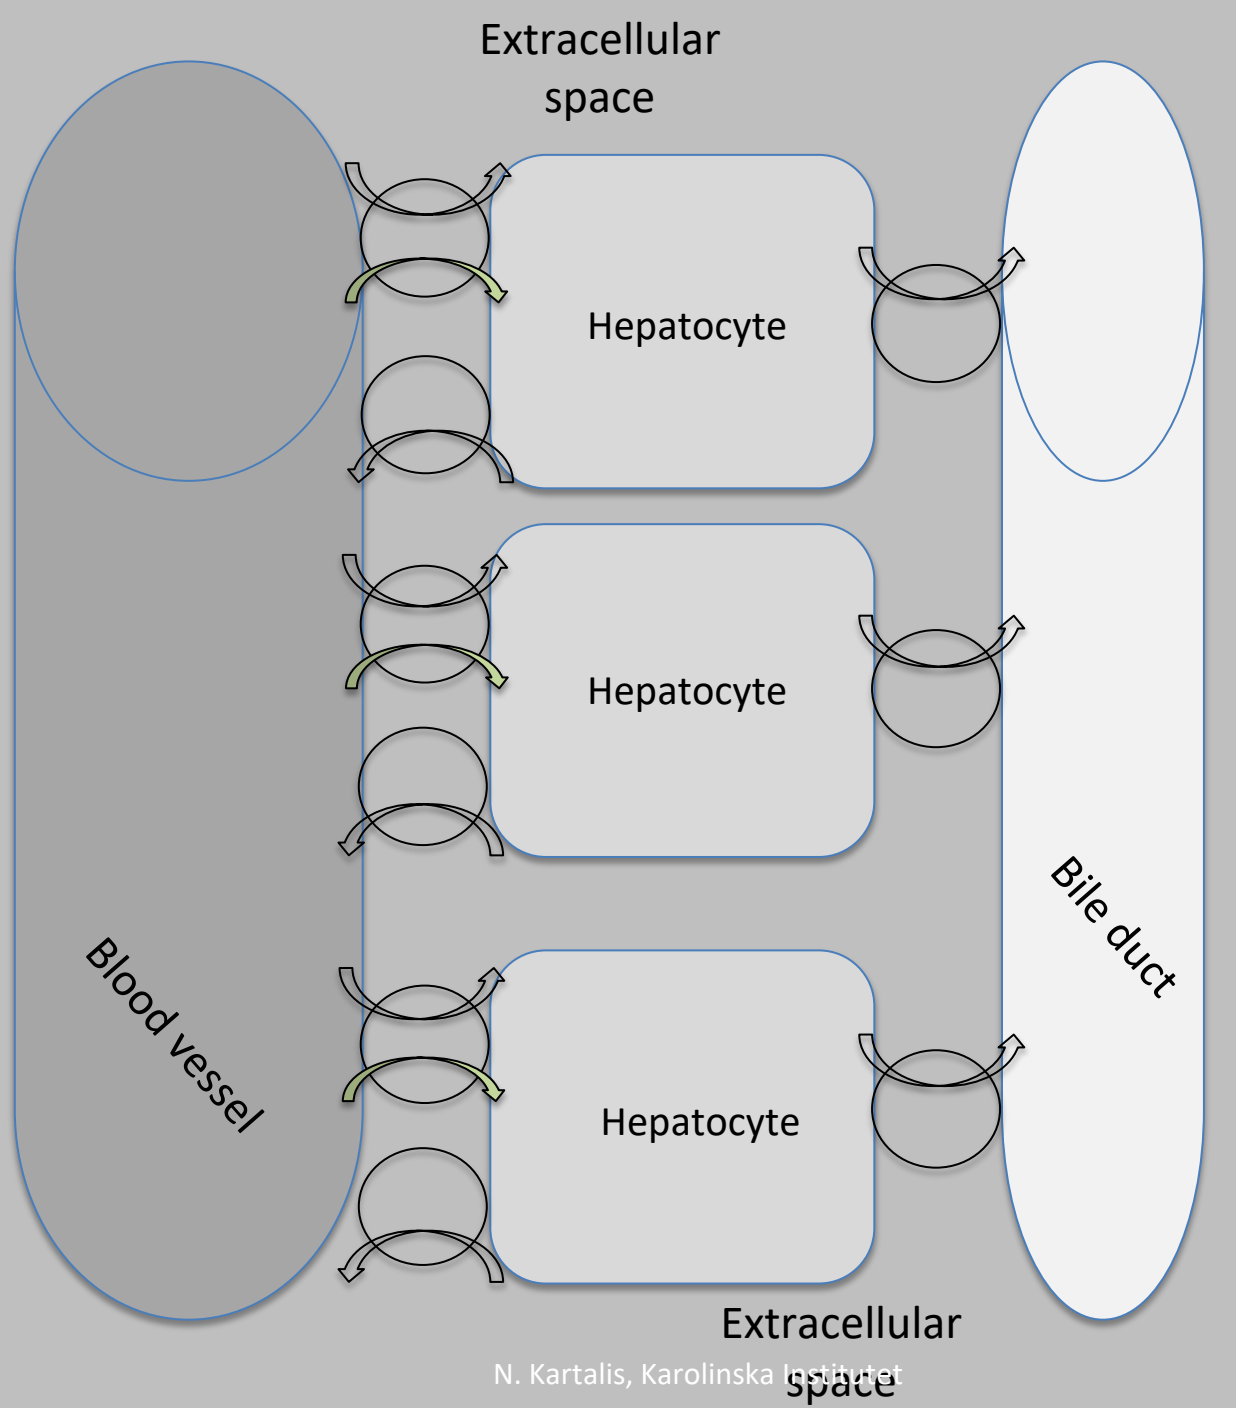 Extracellular
space
Hepatocyte
Hepatocyte
Blood vessel
Bile duct
Hepatocyte
Extracellular
space
N. Kartalis, Karolinska Institutet